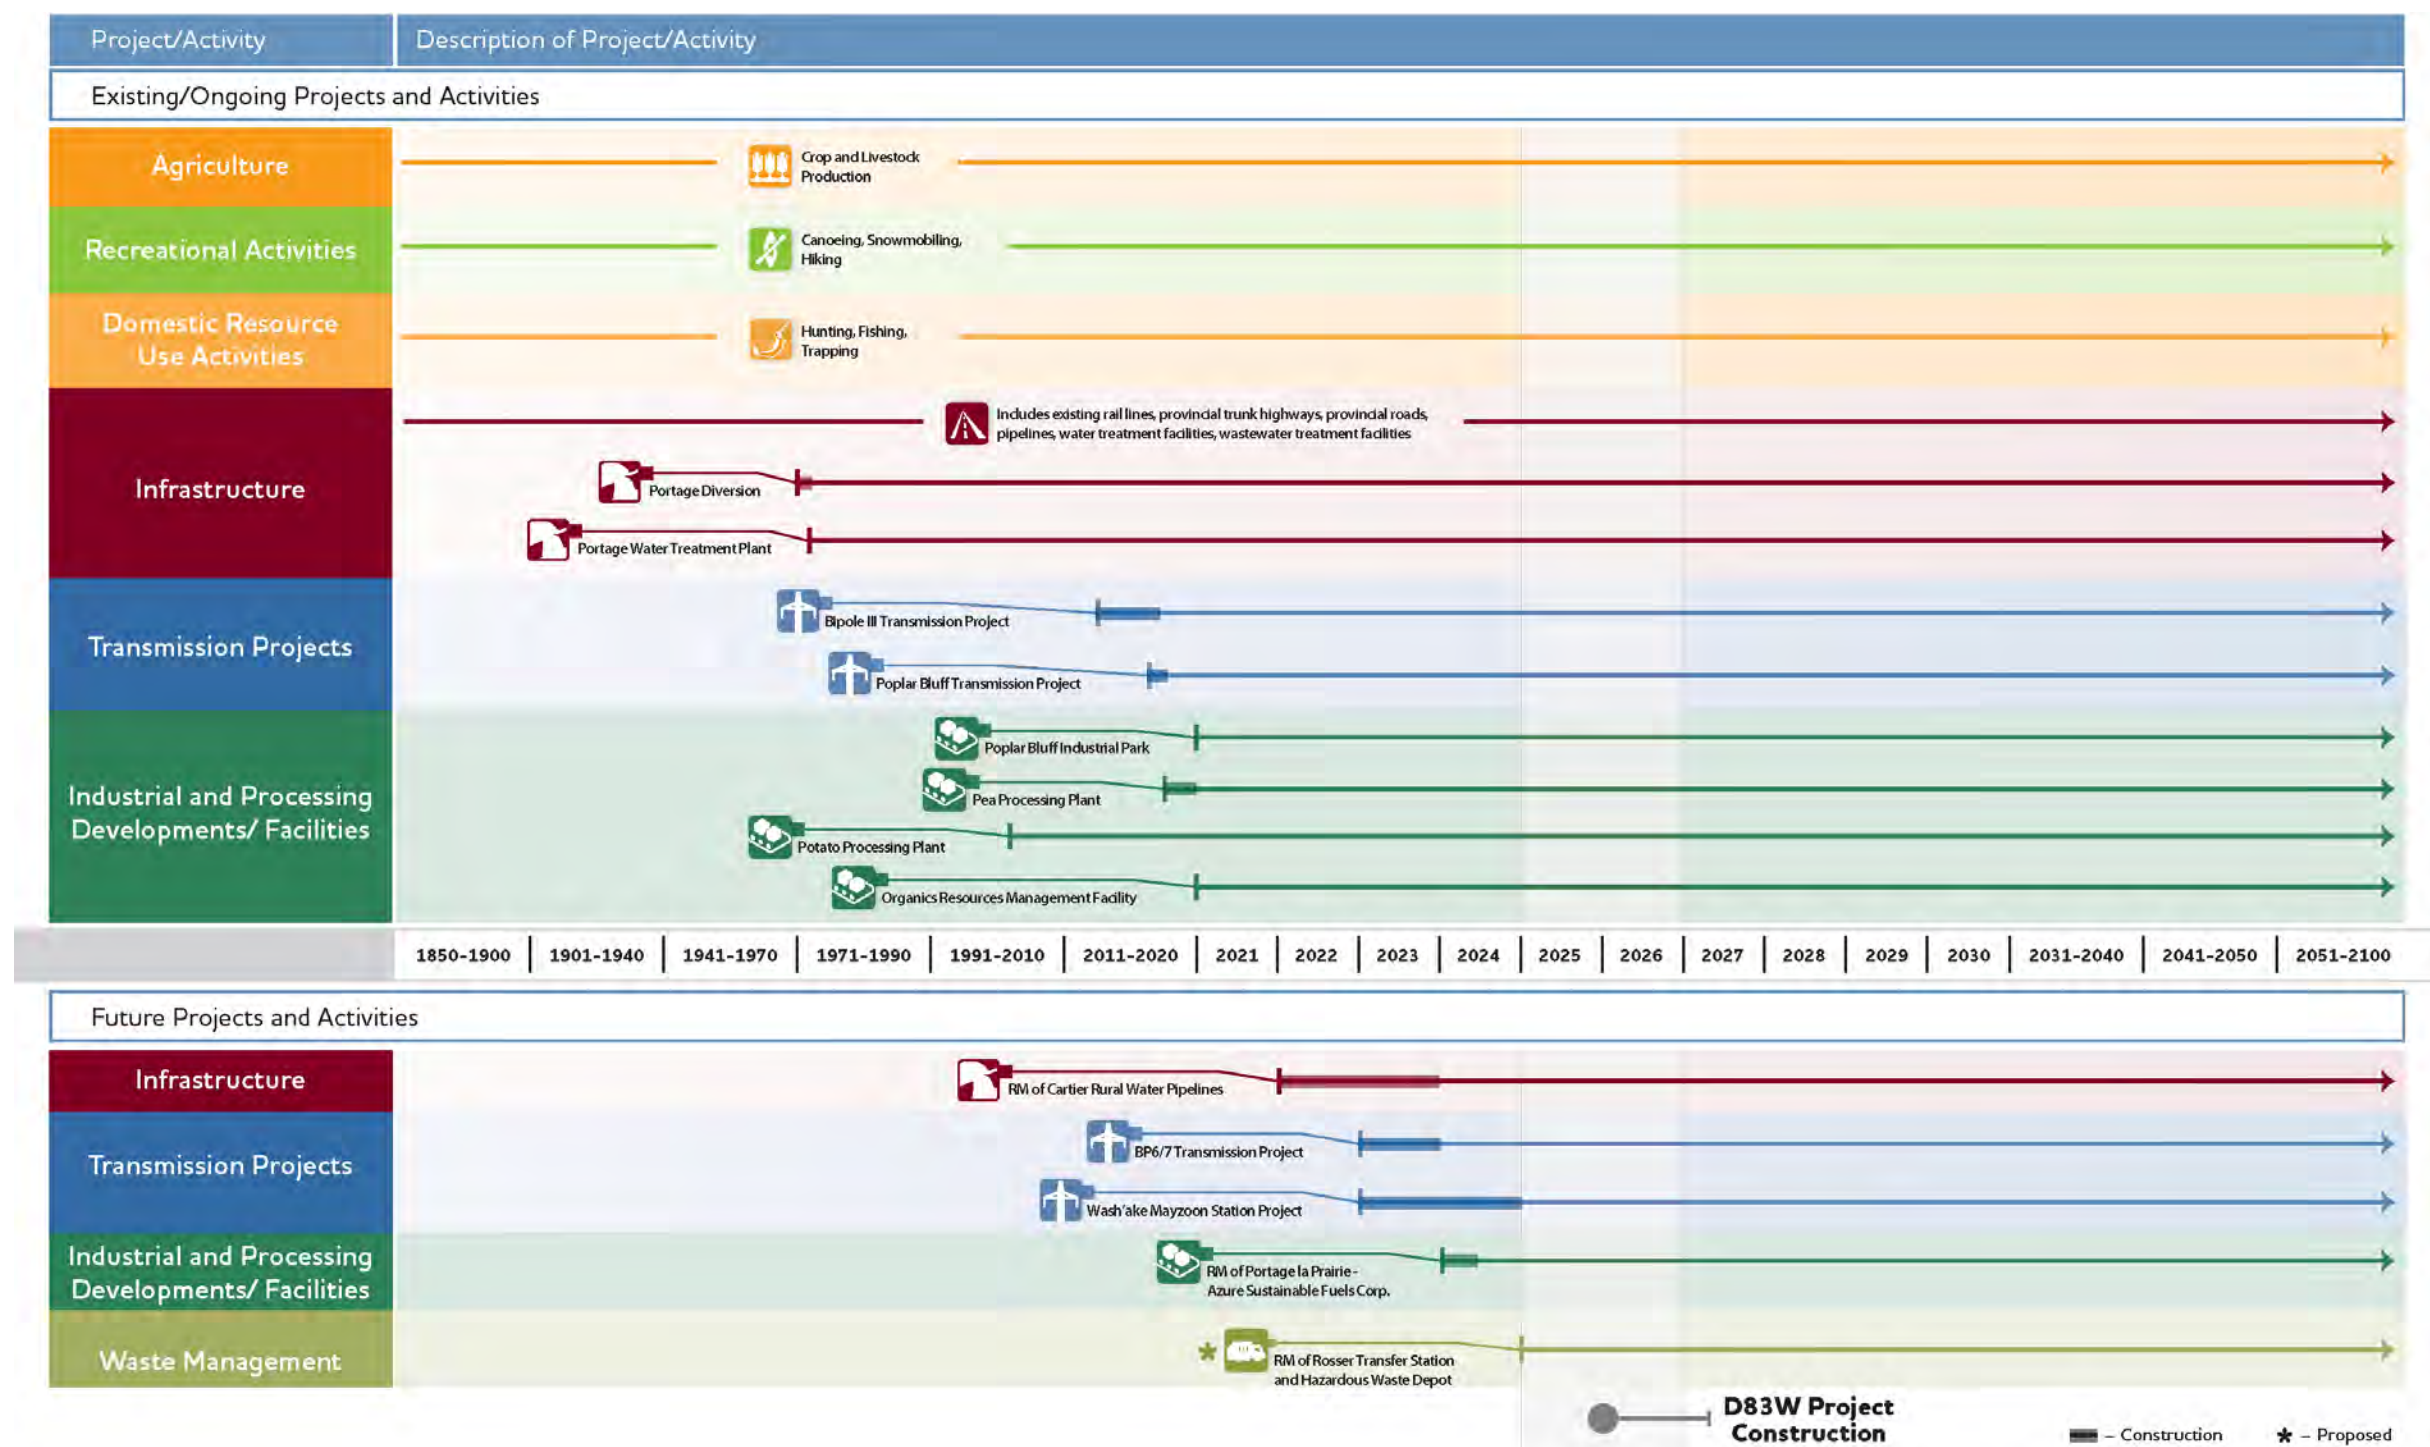 Project/Activity
Description of Project/Activity
Existing/Ongoing Projects and Activities
Agriculture
Crop and Livestock
Production
Recreational Activities
Canoeing, Snowmobiling,
Hiking
Domestic Resource
Use Activities
Hunting, Fishing,
Trapping
Infrastructure
Includes existing rail lines, provincial trunk highways, provincial roads,
pipelines, water treatment facilities, wastewater treatment facilities
Portage Diversion
Portage Water Treatment Plant
Transmission Projects
Bipole III Transmission Project
Poplar Bluff Transmission Project
Industrial and Processing
Developments/ Facilities
Poplar Bluff Industrial Park
Pea Processing Plant
Potato Processing Plant
Organics Resources Management Facility
1850-1900 1901-1940 1941-1970 1971-1990 1991-2010 2011-2020 2021 2022 2023 2024 2025 2026 2027 2028 2029 2030 2031-2040 2041-2050 2051-2100
Future Projects and Activities
Infrastructure
RM of Cartier Rural Water Pipelines
Transmission Projects
BP6/7 Transmission Project
Wash'ake Mayzoon Station Project
Industrial and Processing
Developments/ Facilities
RM of Portage la Prairie -
Azure Sustainable Fuels Corp.
Waste Management
* RM of Rosser Transfer Station
and Hazardous Waste Depot
D83W Project
Construction
– Construction
* – Proposed